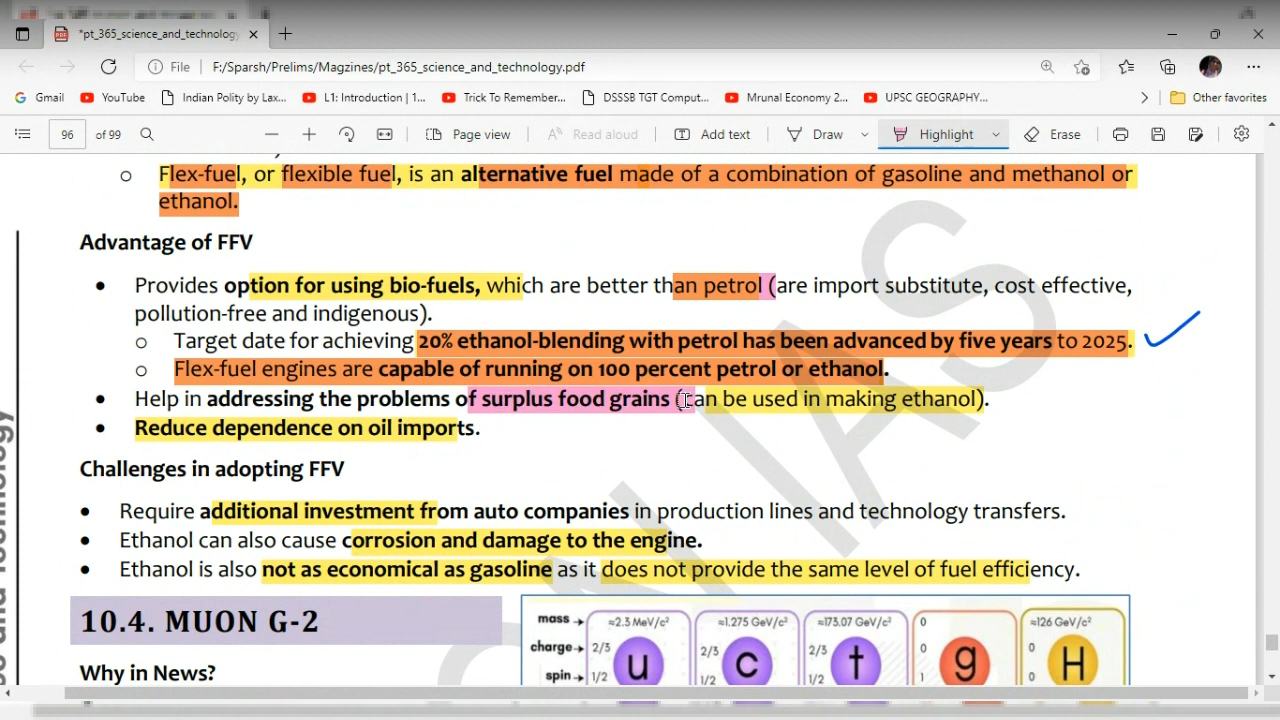 *pt_365_science_and_technology
File F:/Sparsh/Prelims/Magzines/pt_365_science_and_technology.pdf
Gmail YouTube Indian Polity by Lax... L1: Introduction | 1... Trick To Remember... DSSSB TGT Comput... Mrunal Economy 2... UPSC GEOGRAPHY... Other favorites
96 of 99 Page view Read aloud Add text Draw Highlight Erase
o Flex-fuel, or flexible fuel, is an alternative fuel made of a combination of gasoline and methanol or
ethanol.
Advantage of FFV
• Provides option for using bio-fuels, which are better than petrol (are import substitute, cost effective,
pollution-free and indigenous).
o Target date for achieving 20% ethanol-blending with petrol has been advanced by five years to 2025.
o Flex-fuel engines are capable of running on 100 percent petrol or ethanol.
• Help in addressing the problems of surplus food grains (can be used in making ethanol).
• Reduce dependence on oil imports.
Challenges in adopting FFV
• Require additional investment from auto companies in production lines and technology transfers.
• Ethanol can also cause corrosion and damage to the engine.
• Ethanol is also not as economical as gasoline as it does not provide the same level of fuel efficiency.
10.4. MUON G-2
Why in News?
mass ≈2.3 MeV/c² ≈1.275 GeV/c² ≈173.07 GeV/c² 0 ≈126 GeV/c²
charge 2/3 2/3 2/3 0 0
u c t g H
spin 1/2 1/2 1/2 1 0